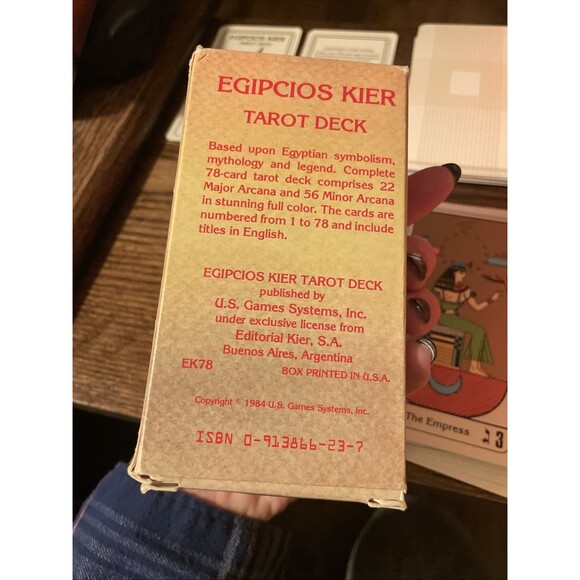 EGIPCIOS KIER
EGIPCIOS KIER
TAROT DECK
Based upon Egyptian symbolism,
mythology and legend. Complete
78-card tarot deck comprises 22
Major Arcana and 56 Minor Arcana
in stunning full color. The cards are
numbered from 1 to 78 and include
titles in English.
EGIPCIOS KIER TAROT DECK
published by
U.S. Games Systems, Inc.
under exclusive license from
Editorial Kier, S.A.
Buenos Aires, Argentina
EK78
BOX PRINTED IN U.S.A.
Copyright © 1984 U.S. Games Systems, Inc.
ISBN 0-913866-23-7
The Empress ג 3